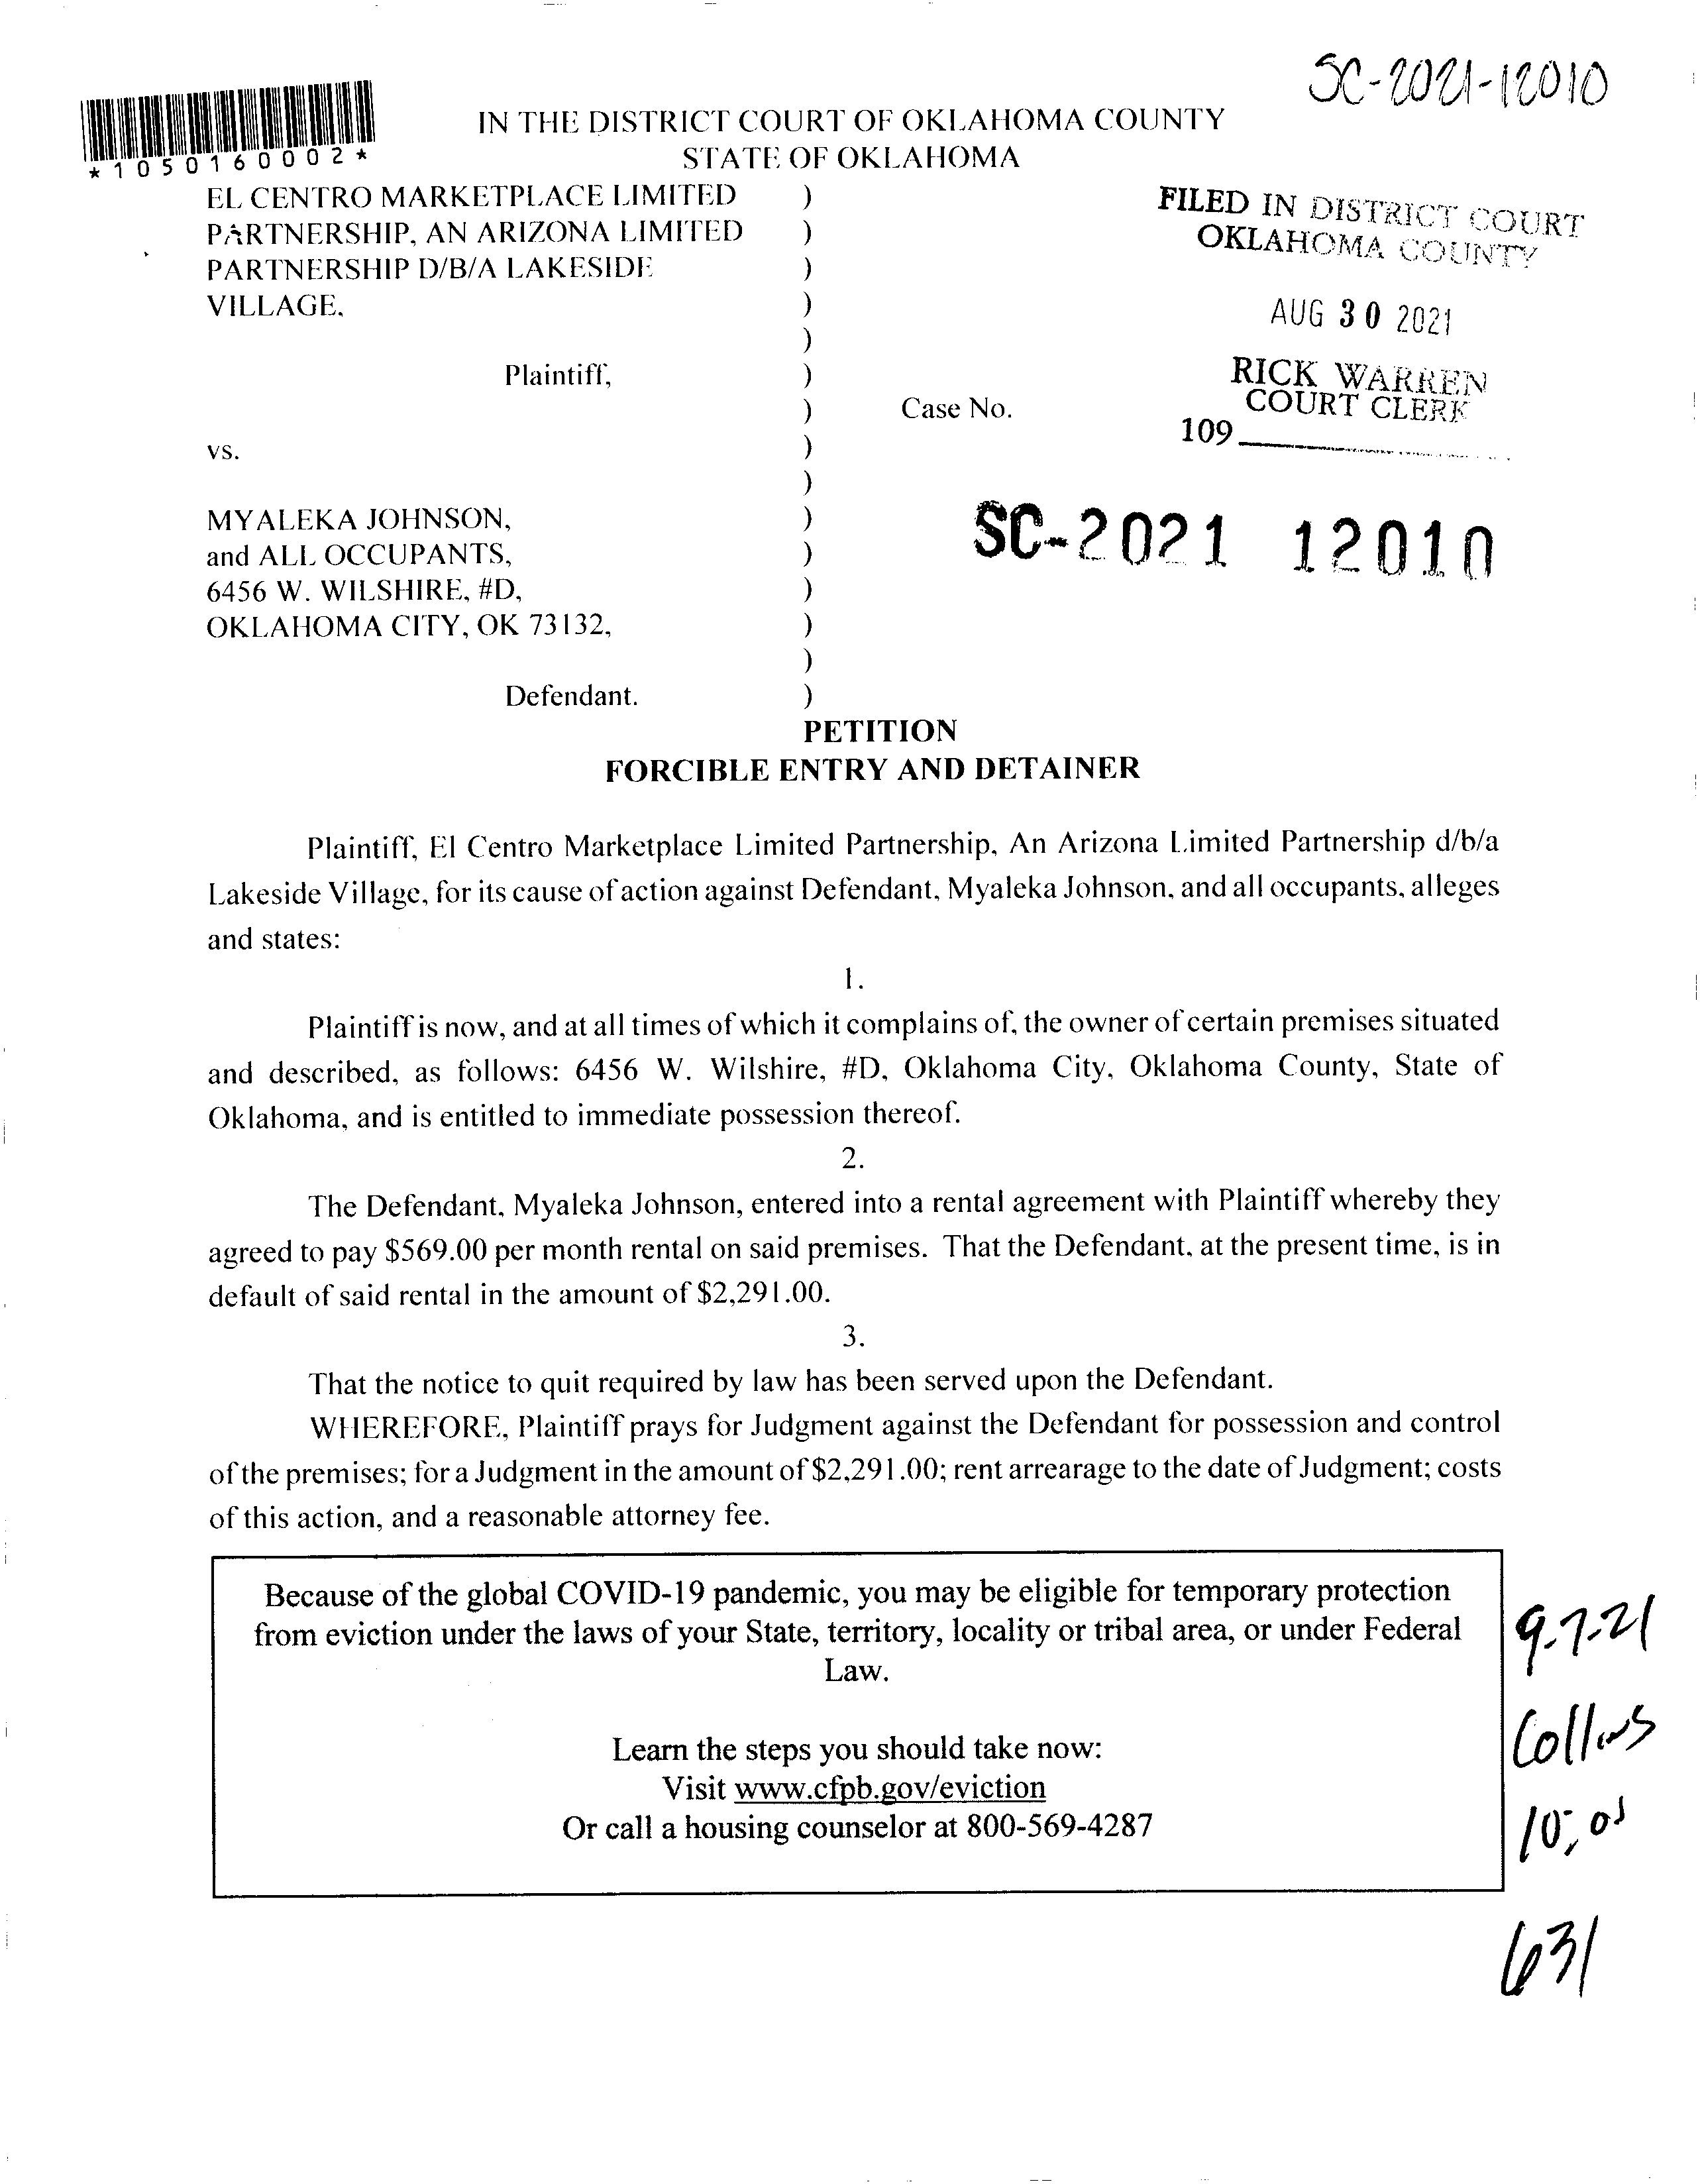 SC-2021-12010
*1050160002*
IN THE DISTRICT COURT OF OKLAHOMA COUNTY
STATE OF OKLAHOMA
EL CENTRO MARKETPLACE LIMITED )
PARTNERSHIP, AN ARIZONA LIMITED )
PARTNERSHIP D/B/A LAKESIDE )
VILLAGE, )
)
Plaintiff, )
) Case No.
vs. )
)
MYALEKA JOHNSON, )
and ALL OCCUPANTS, )
6456 W. WILSHIRE, #D, )
OKLAHOMA CITY, OK 73132, )
)
Defendant. )
FILED IN DISTRICT COURT
OKLAHOMA COUNTY
AUG 30 2021
RICK WARREN
COURT CLERK
109
SC-2021 12010
PETITION
FORCIBLE ENTRY AND DETAINER
Plaintiff, El Centro Marketplace Limited Partnership, An Arizona Limited Partnership d/b/a
Lakeside Village, for its cause of action against Defendant, Myaleka Johnson, and all occupants, alleges
and states:
1.
Plaintiff is now, and at all times of which it complains of, the owner of certain premises situated
and described, as follows: 6456 W. Wilshire, #D, Oklahoma City, Oklahoma County, State of
Oklahoma, and is entitled to immediate possession thereof.
2.
The Defendant, Myaleka Johnson, entered into a rental agreement with Plaintiff whereby they
agreed to pay $569.00 per month rental on said premises. That the Defendant, at the present time, is in
default of said rental in the amount of $2,291.00.
3.
That the notice to quit required by law has been served upon the Defendant.
WHEREFORE, Plaintiff prays for Judgment against the Defendant for possession and control
of the premises; for a Judgment in the amount of $2,291.00; rent arrearage to the date of Judgment; costs
of this action, and a reasonable attorney fee.
Because of the global COVID-19 pandemic, you may be eligible for temporary protection
from eviction under the laws of your State, territory, locality or tribal area, or under Federal
Law.
Learn the steps you should take now:
Visit www.cfpb.gov/eviction
Or call a housing counselor at 800-569-4287
9-7-21
Collins
631